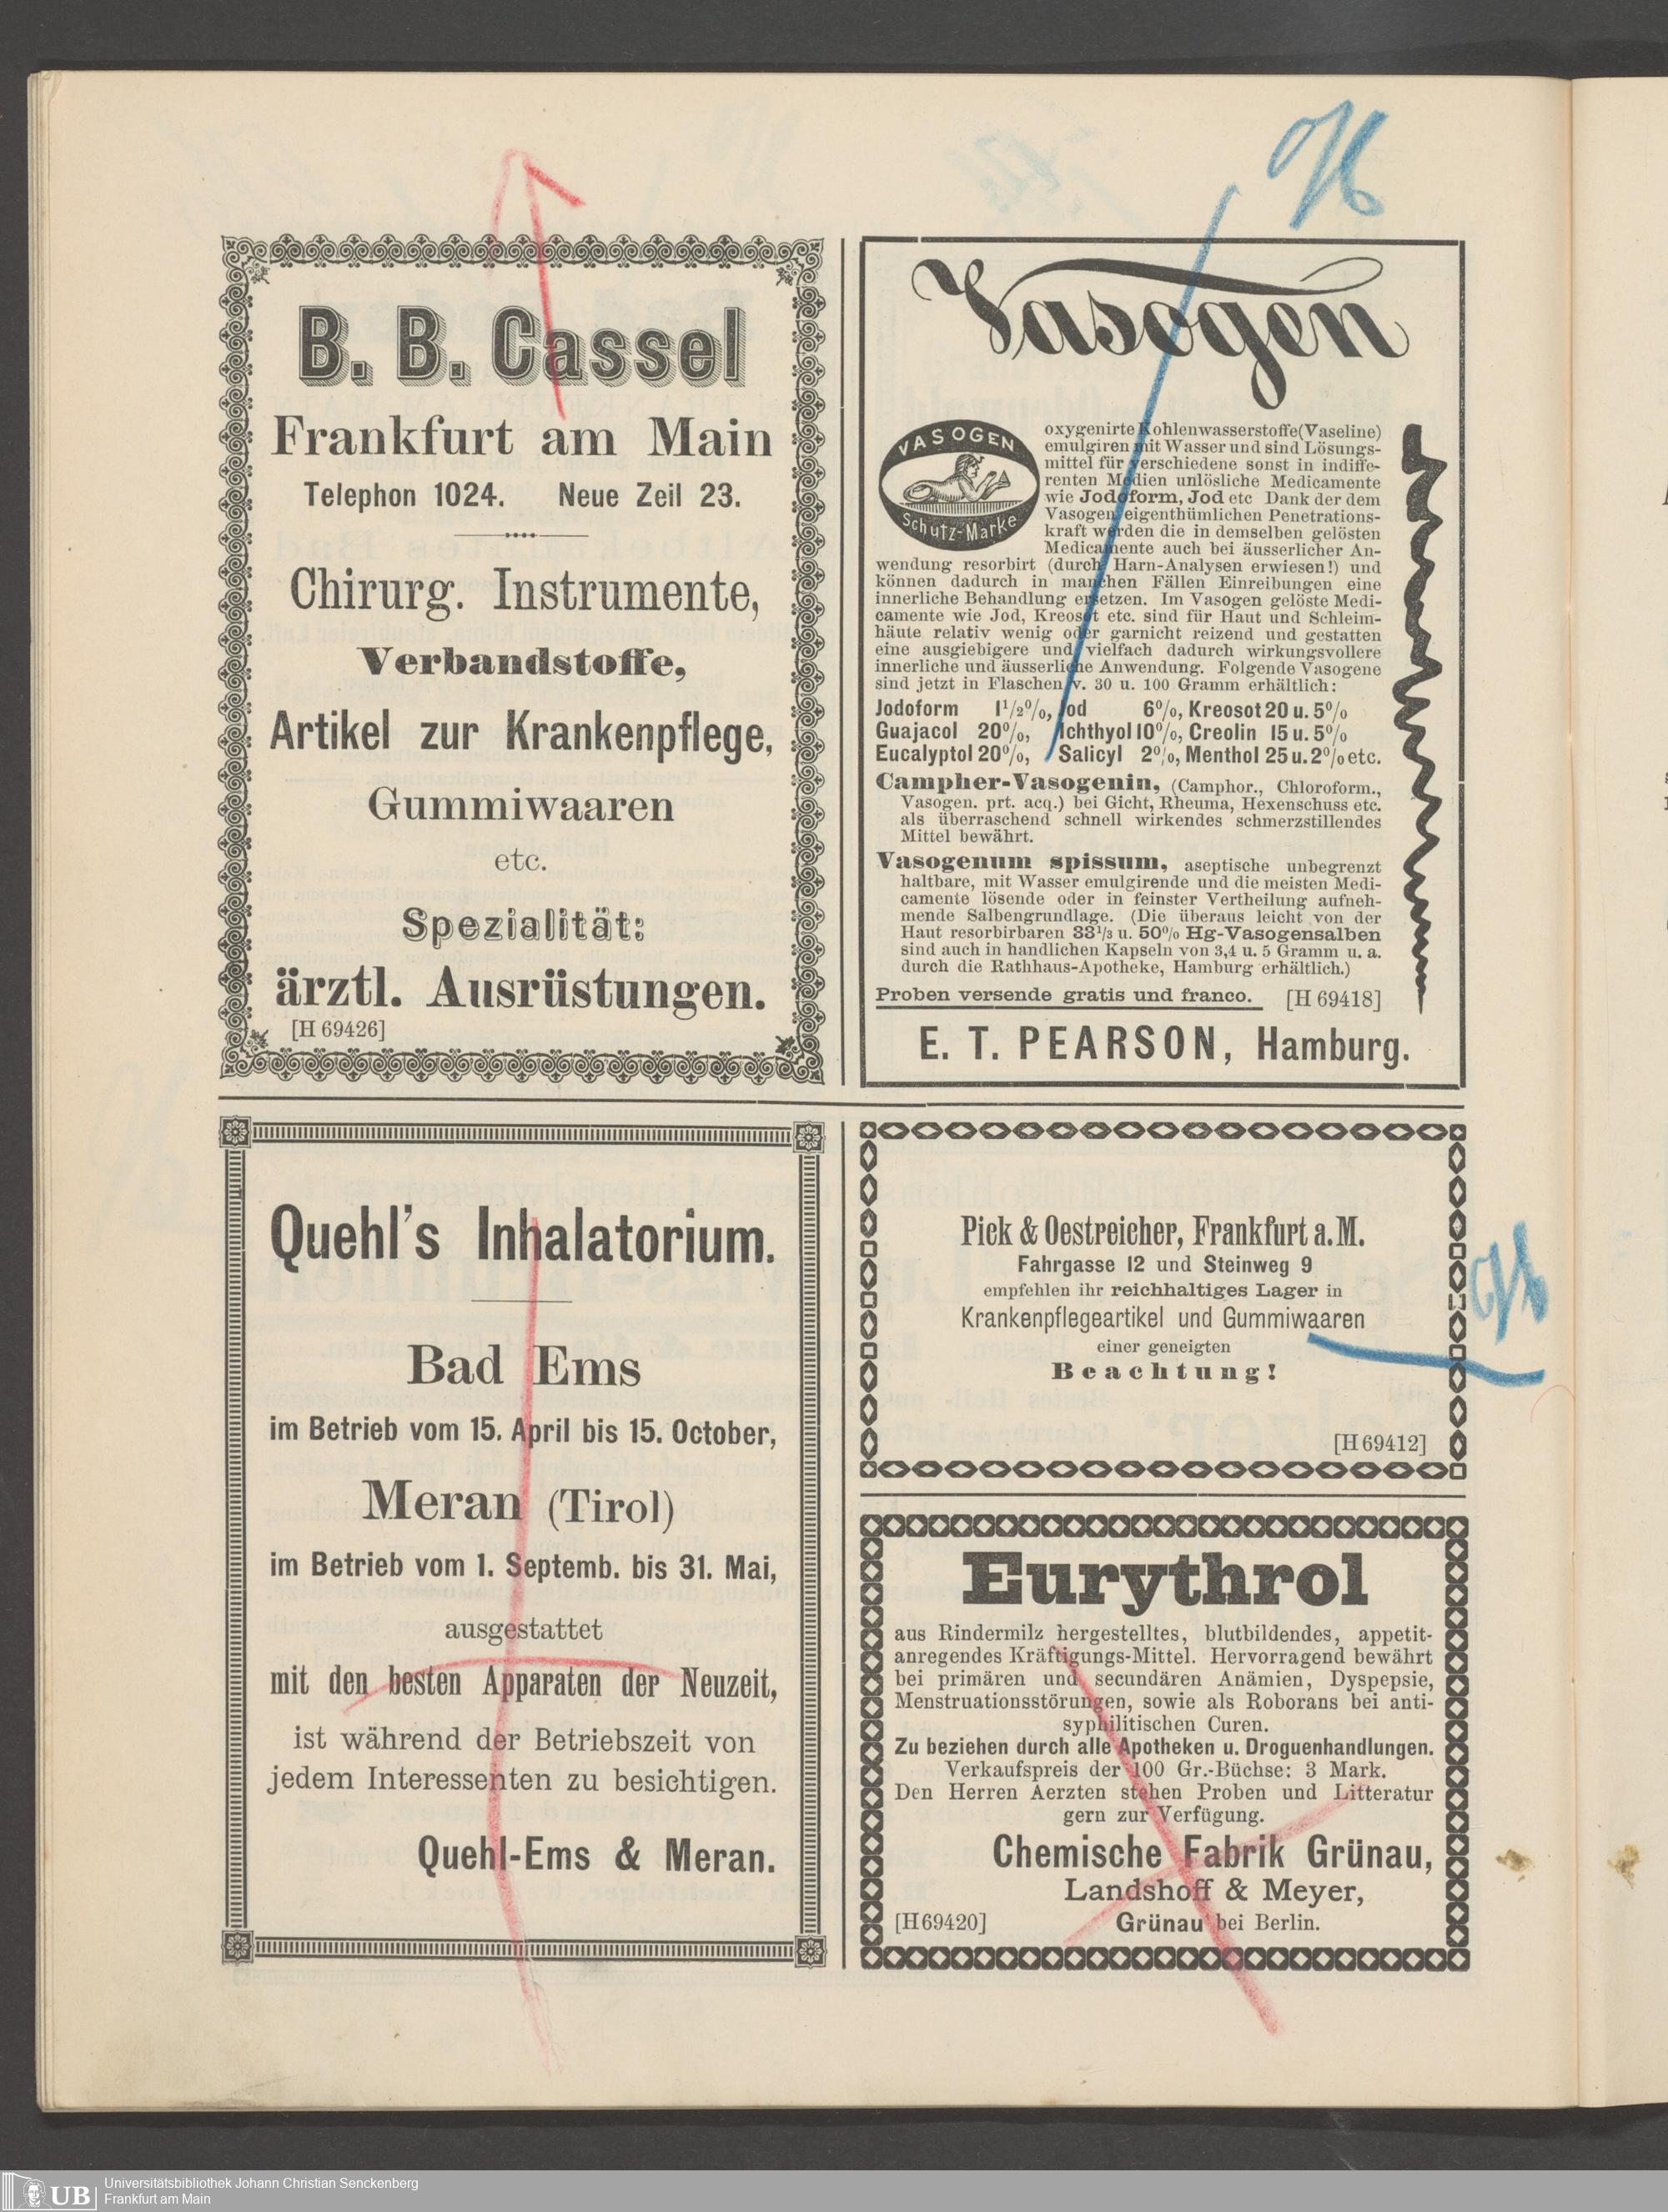 B. B. Cassel
Frankfurt am Main
Telephon 1024. Neue Zeil 23.
Chirurg. Instrumente,
Verbandstoffe,
Artikel zur Krankenpflege,
Gummiwaaren
etc.
Spezialität:
ärztl. Ausrüstungen.
[H 69426]
Vasogen
VASOGEN
Schutz-Marke
oxygenirte Kohlenwasserstoffe (Vaseline)
emulgiren mit Wasser und sind Lösungs-
mittel für verschiedene sonst in indiffe-
renten Medien unlösliche Medicamente
wie Jodoform, Jod etc Dank der dem
Vasogen eigenthümlichen Penetrations-
kraft werden die in demselben gelösten
Medicamente auch bei äusserlicher An-
wendung resorbirt (durch Harn-Analysen erwiesen!) und
können dadurch in manchen Fällen Einreibungen eine
innerliche Behandlung ersetzen. Im Vasogen gelöste Medi-
camente wie Jod, Kreosot etc. sind für Haut und Schleim-
häute relativ wenig oder garnicht reizend und gestatten
eine ausgiebigere und vielfach dadurch wirkungsvollere
innerliche und äusserliche Anwendung. Folgende Vasogene
sind jetzt in Flaschen v. 30 u. 100 Gramm erhältlich:
Jodoform 1 1/2 %, Jod 6%, Kreosot 20 u. 5%
Guajacol 20%, Ichthyol 10%, Creolin 15 u. 5%
Eucalyptol 20%, Salicyl 2%, Menthol 25 u. 2% etc.
Campher-Vasogenin, (Camphor., Chloroform.,
Vasogen. prt. acq.) bei Gicht, Rheuma, Hexenschuss etc.
als überraschend schnell wirkendes schmerzstillendes
Mittel bewährt.
Vasogenum spissum, aseptische unbegrenzt
haltbare, mit Wasser emulgirende und die meisten Medi-
camente lösende oder in feinster Vertheilung aufneh-
mende Salbengrundlage. (Die überaus leicht von der
Haut resorbirbaren 33 1/3 u. 50% Hg-Vasogensalben
sind auch in handlichen Kapseln von 3,4 u. 5 Gramm u. a.
durch die Rathhaus-Apotheke, Hamburg erhältlich.)
Proben versende gratis und franco. [H 69418]
E. T. PEARSON, Hamburg.
Quehl's Inhalatorium.
Bad Ems
im Betrieb vom 15. April bis 15. October,
Meran (Tirol)
im Betrieb vom 1. Septemb. bis 31. Mai,
ausgestattet
mit den besten Apparaten der Neuzeit,
ist während der Betriebszeit von
jedem Interessenten zu besichtigen.
Quehl-Ems & Meran.
Pick & Oestreicher, Frankfurt a. M.
Fahrgasse 12 und Steinweg 9
empfehlen ihr reichhaltiges Lager in
Krankenpflegeartikel und Gummiwaaren
einer geneigten
Beachtung!
[H 69412]
Eurythrol
aus Rindermilz hergestelltes, blutbildendes, appetit-
anregendes Kräftigungs-Mittel. Hervorragend bewährt
bei primären und secundären Anämien, Dyspepsie,
Menstruationsstörungen, sowie als Roborans bei anti-
syphilitischen Curen.
Zu beziehen durch alle Apotheken u. Droguenhandlungen.
Verkaufspreis der 100 Gr.-Büchse: 3 Mark.
Den Herren Aerzten stehen Proben und Litteratur
gern zur Verfügung.
Chemische Fabrik Grünau,
Landshoff & Meyer,
[H 69420] Grünau bei Berlin.
UB
Universitätsbibliothek Johann Christian Senckenberg
Frankfurt am Main